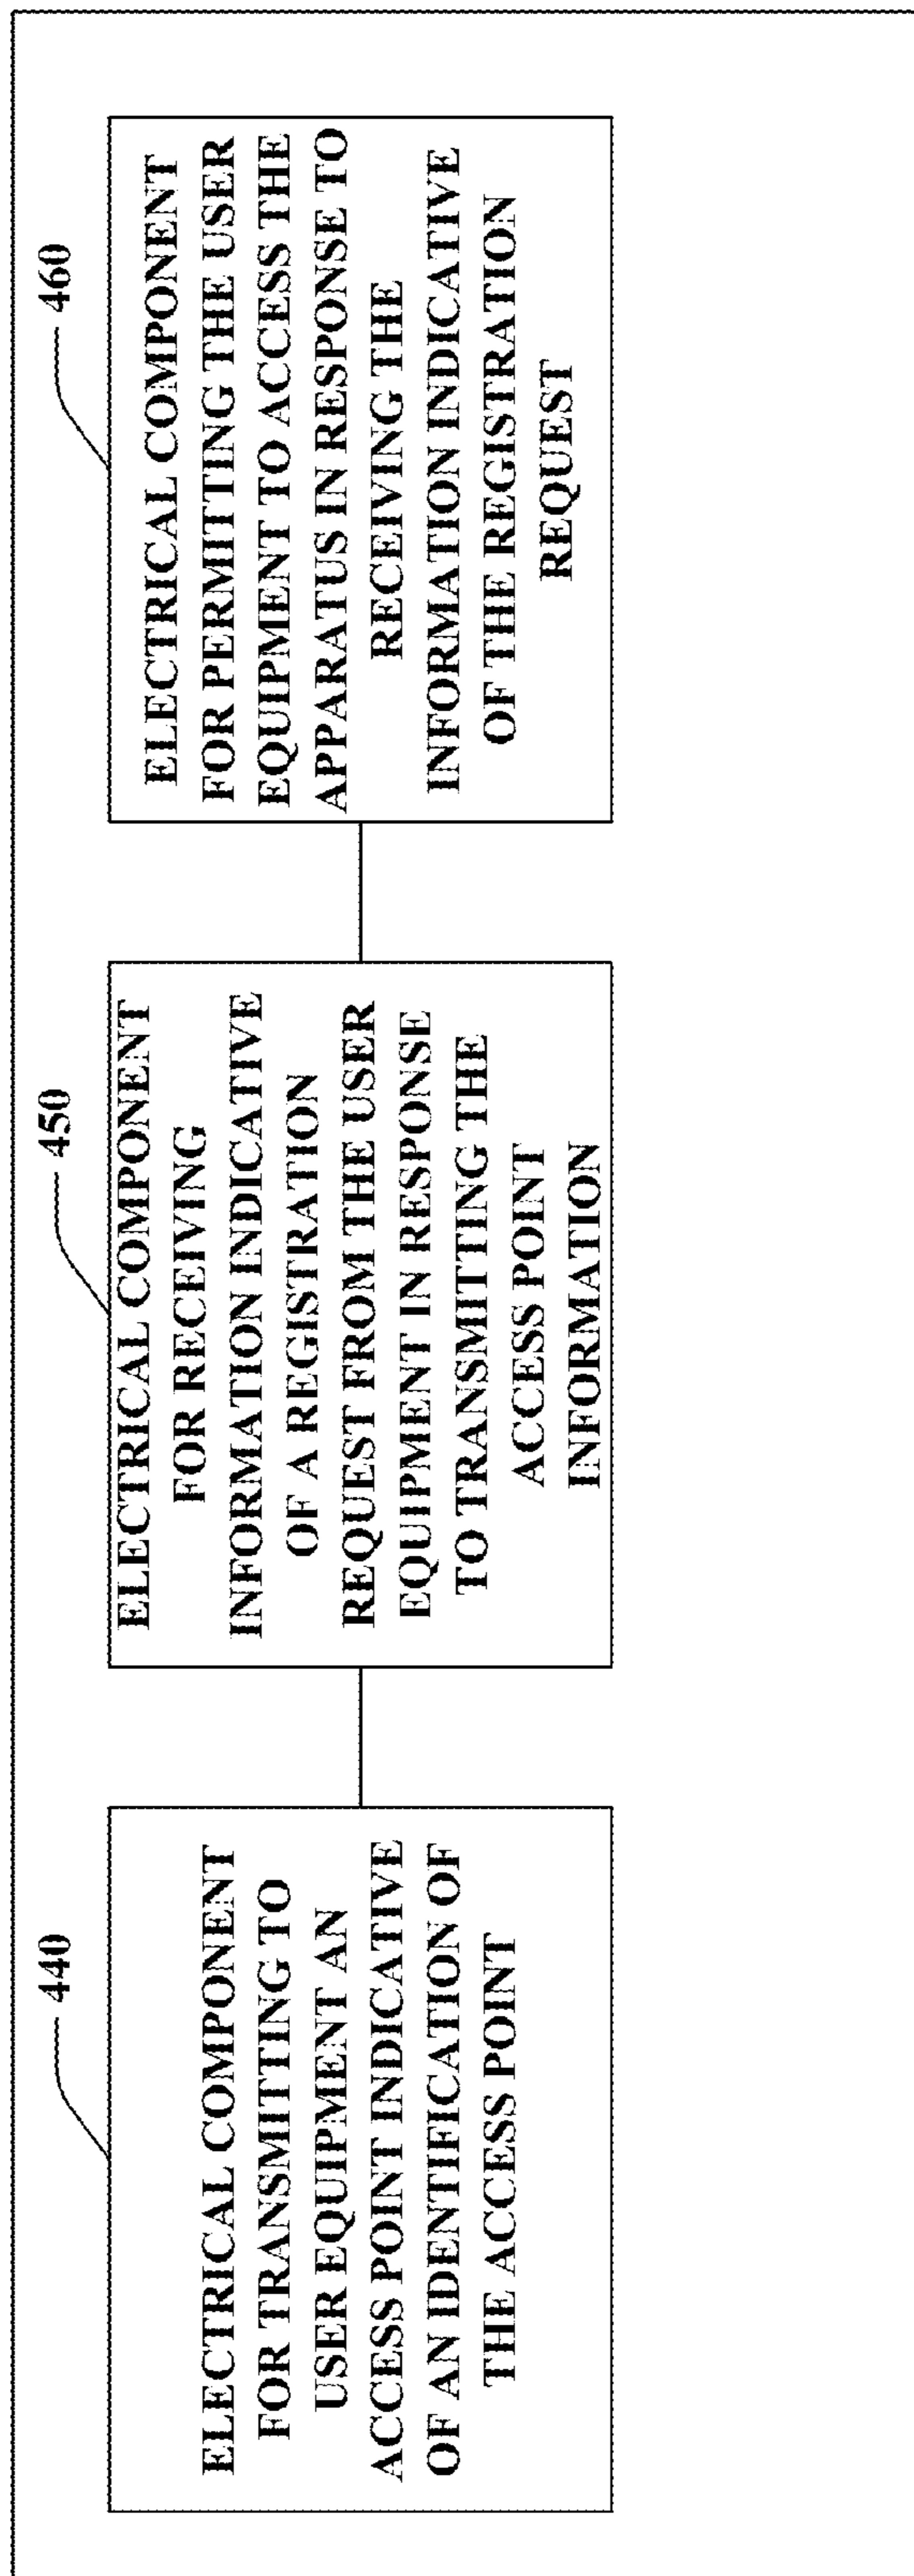 440
ELECTRICAL COMPONENT
FOR TRANSMITTING TO
USER EQUIPMENT AN
ACCESS POINT INDICATIVE
OF AN IDENTIFICATION OF
THE ACCESS POINT
450
ELECTRICAL COMPONENT
FOR RECEIVING
INFORMATION INDICATIVE
OF A REGISTRATION
REQUEST FROM THE USER
EQUIPMENT IN RESPONSE
TO TRANSMITTING THE
ACCESS POINT
INFORMATION
460
ELECTRICAL COMPONENT
FOR PERMITTING THE USER
EQUIPMENT TO ACCESS THE
APPARATUS IN RESPONSE TO
RECEIVING THE
INFORMATION INDICATIVE
OF THE REGISTRATION
REQUEST